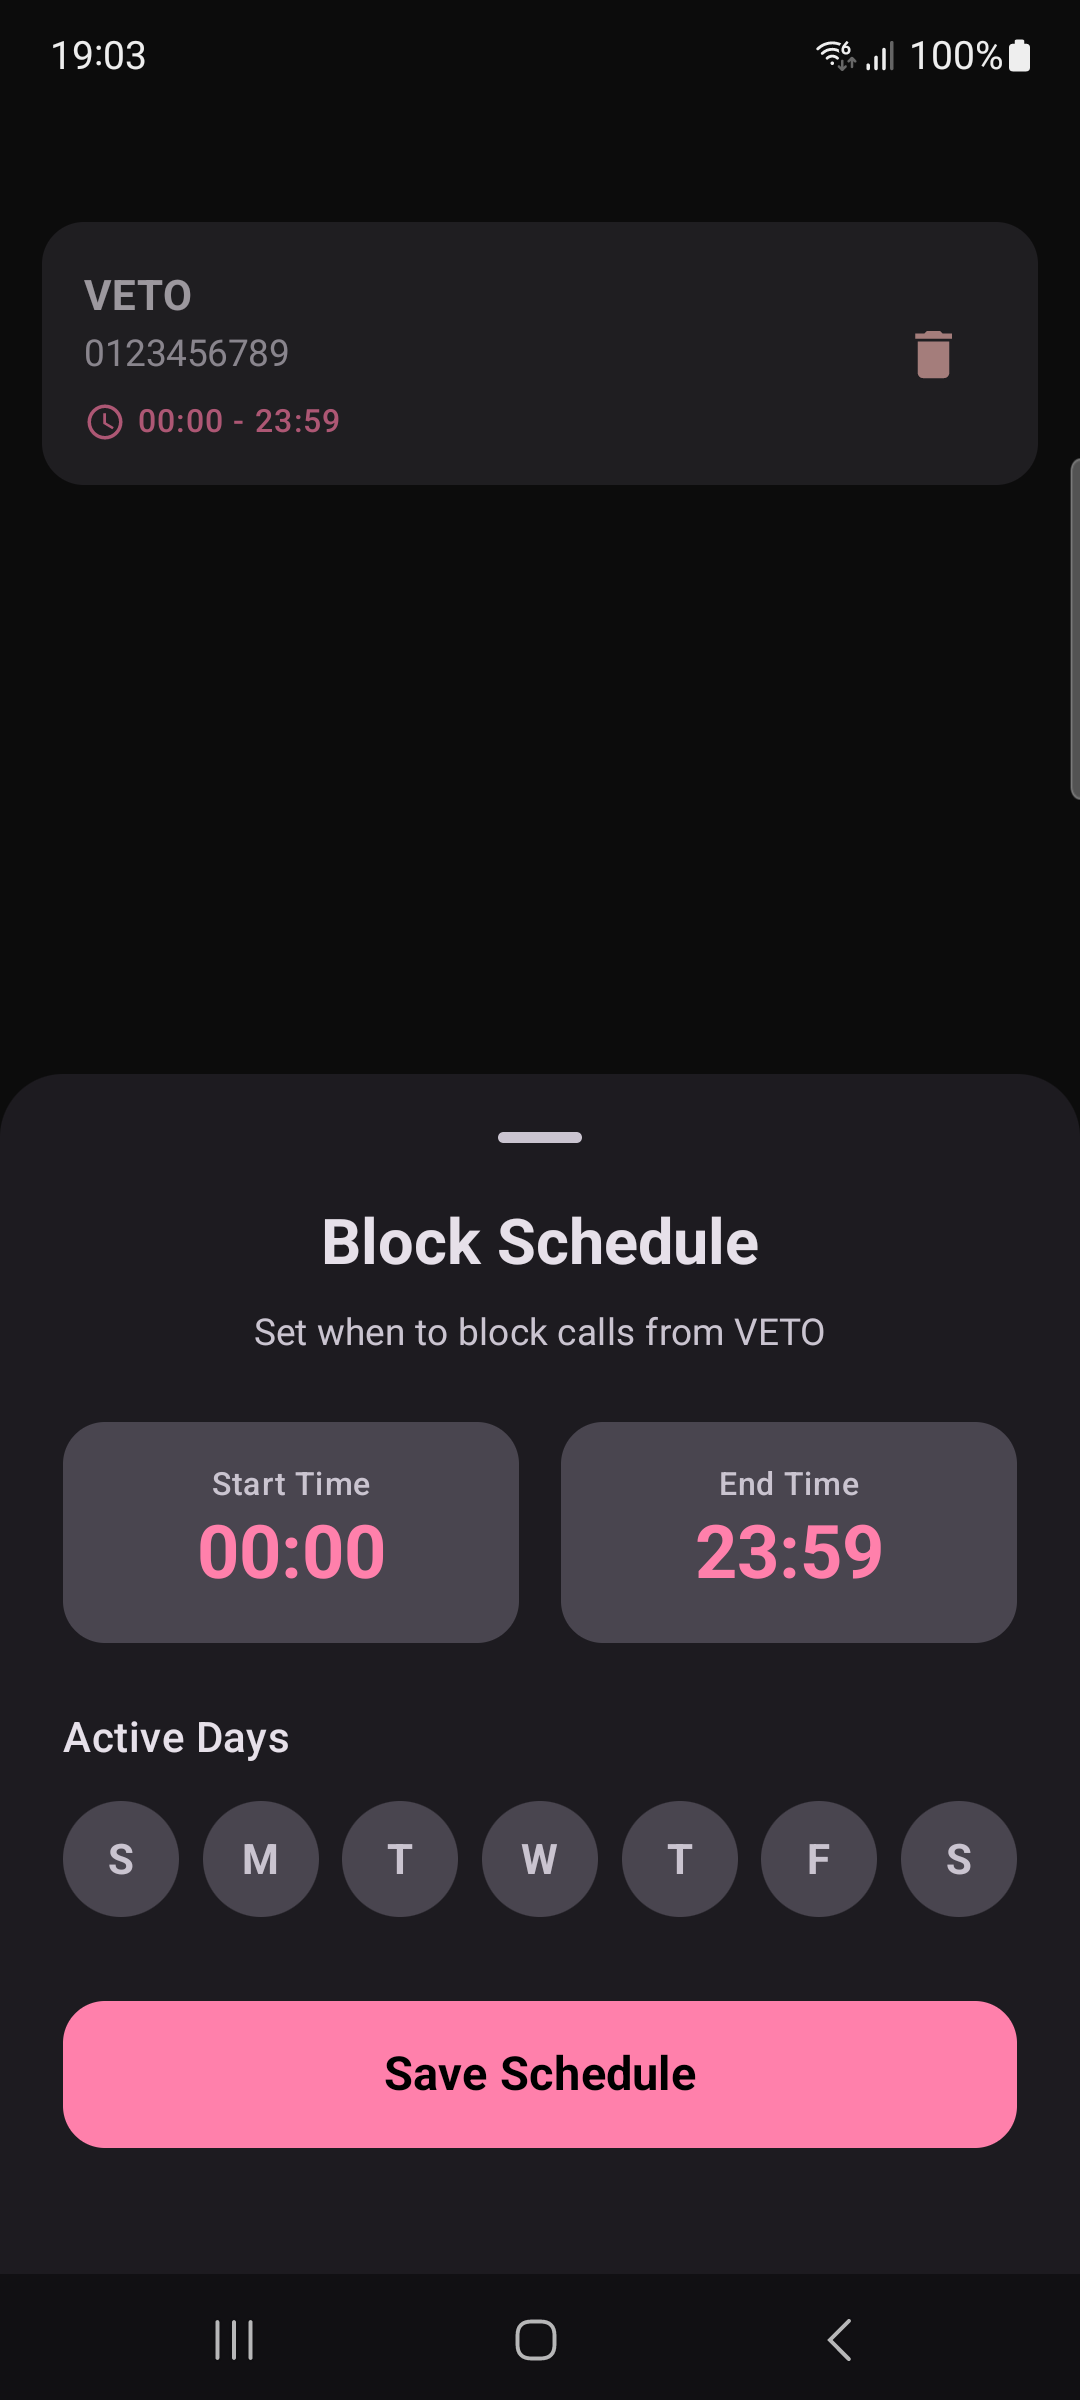 19:03
6 100%
VETO
0123456789
00:00 - 23:59
Block Schedule
Set when to block calls from VETO
Start Time
00:00
End Time
23:59
Active Days
S M T W T F S
Save Schedule